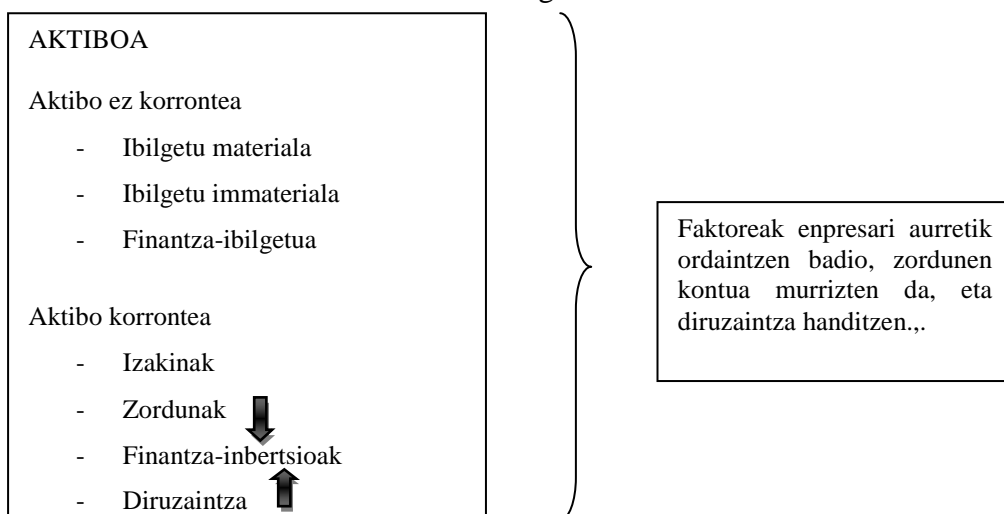 AKTIBOA
Aktibo ez korrontea
- Ibilgetu materiala
- Ibilgetu immateriala
- Finantza-ibilgetua
Aktibo korrontea
- Izakinak
- Zordunak
- Finantza-inbertsioak
- Diruzaintza
Faktoreak enpresari aurretik
ordaintzen badio, zordunen
kontua murrizten da, eta
diruzaintza handitzen.,.